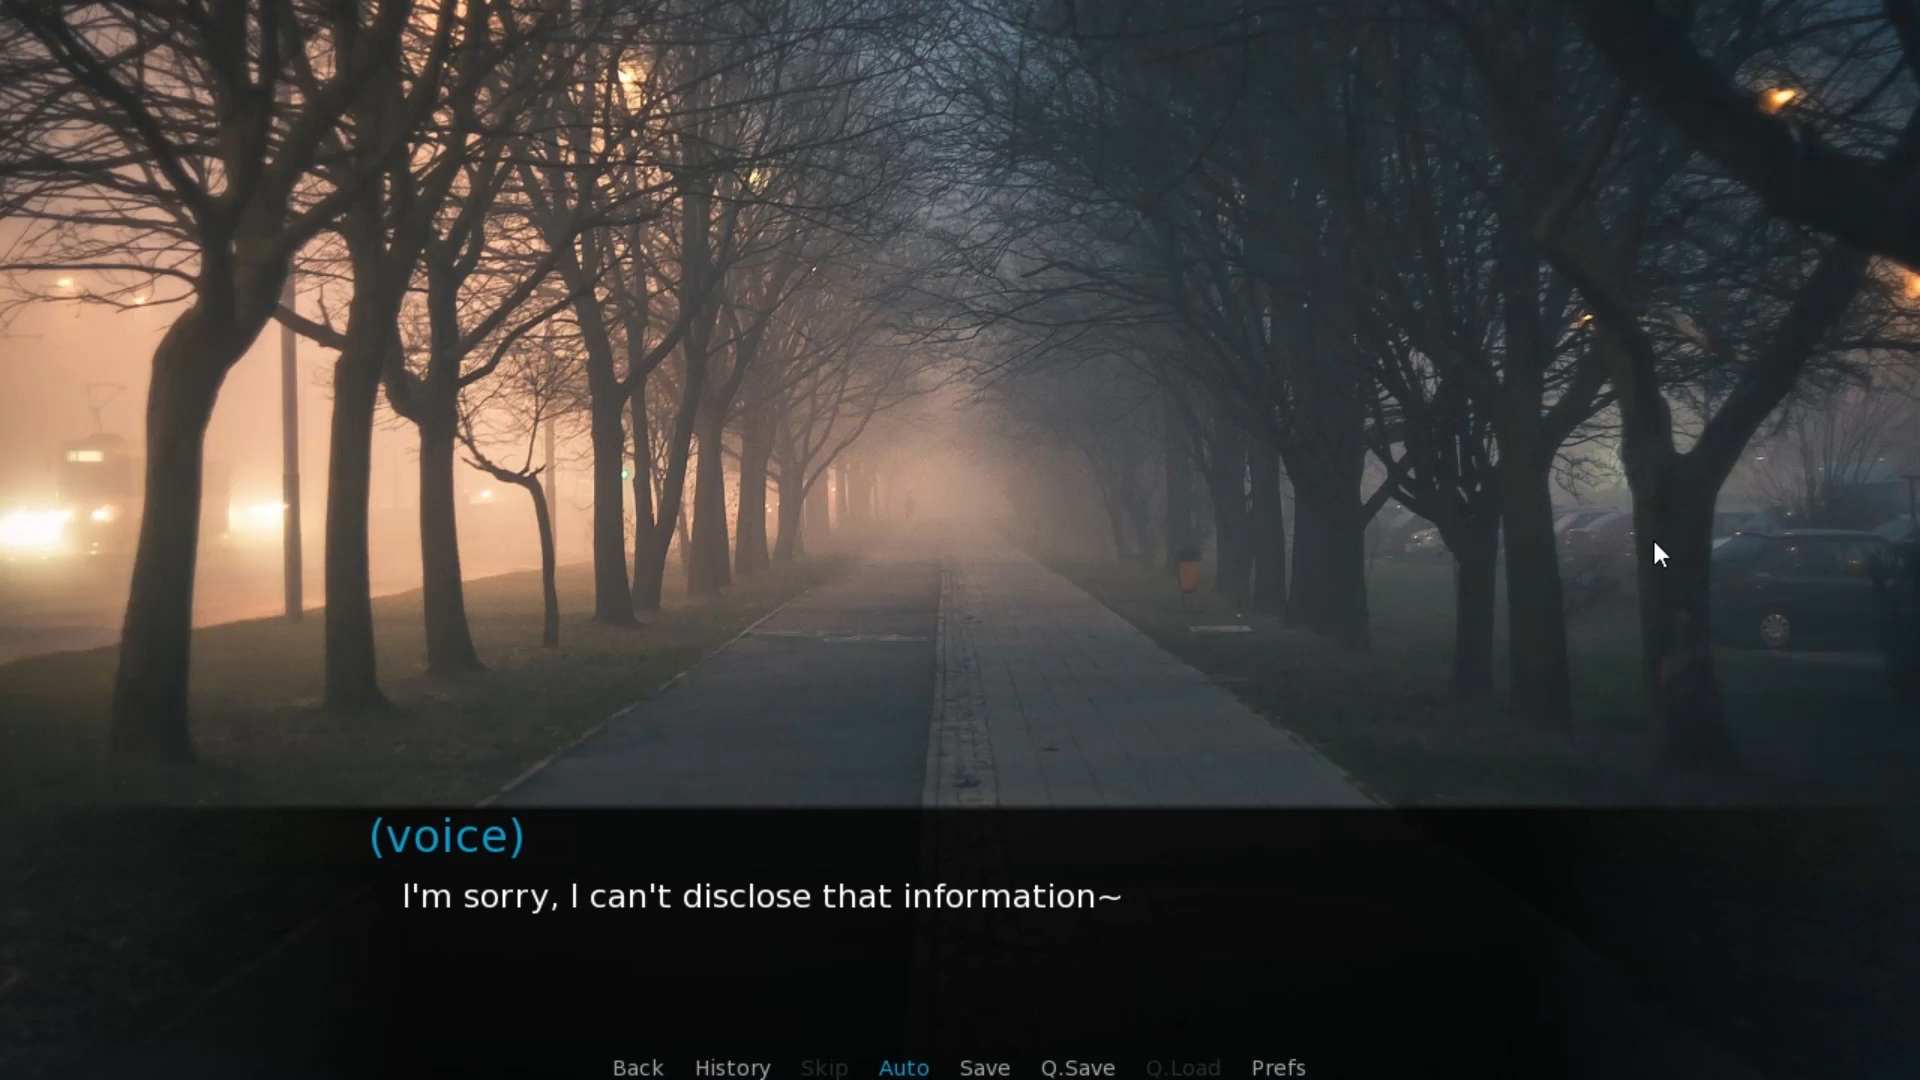 (voice)
I'm sorry, I can't disclose that information~
Back History Skip Auto Save Q.Save Q.Load Prefs